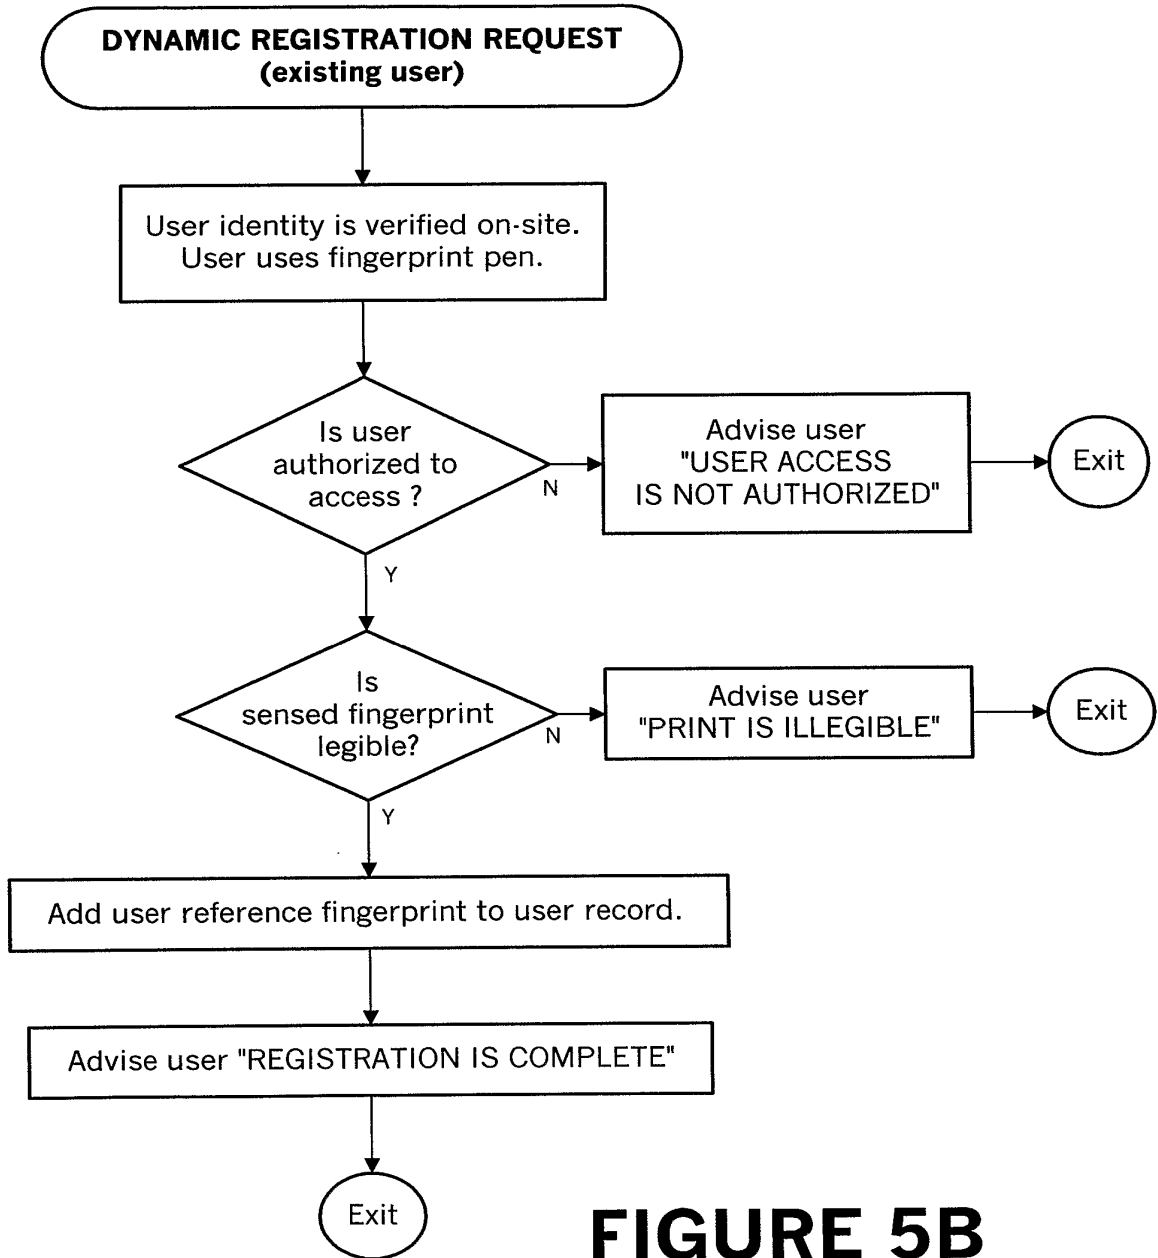 DYNAMIC REGISTRATION REQUEST
(existing user)
User identity is verified on-site.
User uses fingerprint pen.
Is user
authorized to
access ?
N
Advise user
"USER ACCESS
IS NOT AUTHORIZED"
Exit
Y
Is
sensed fingerprint
legible?
N
Advise user
"PRINT IS ILLEGIBLE"
Exit
Y
Add user reference fingerprint to user record.
Advise user "REGISTRATION IS COMPLETE"
Exit
FIGURE 5B